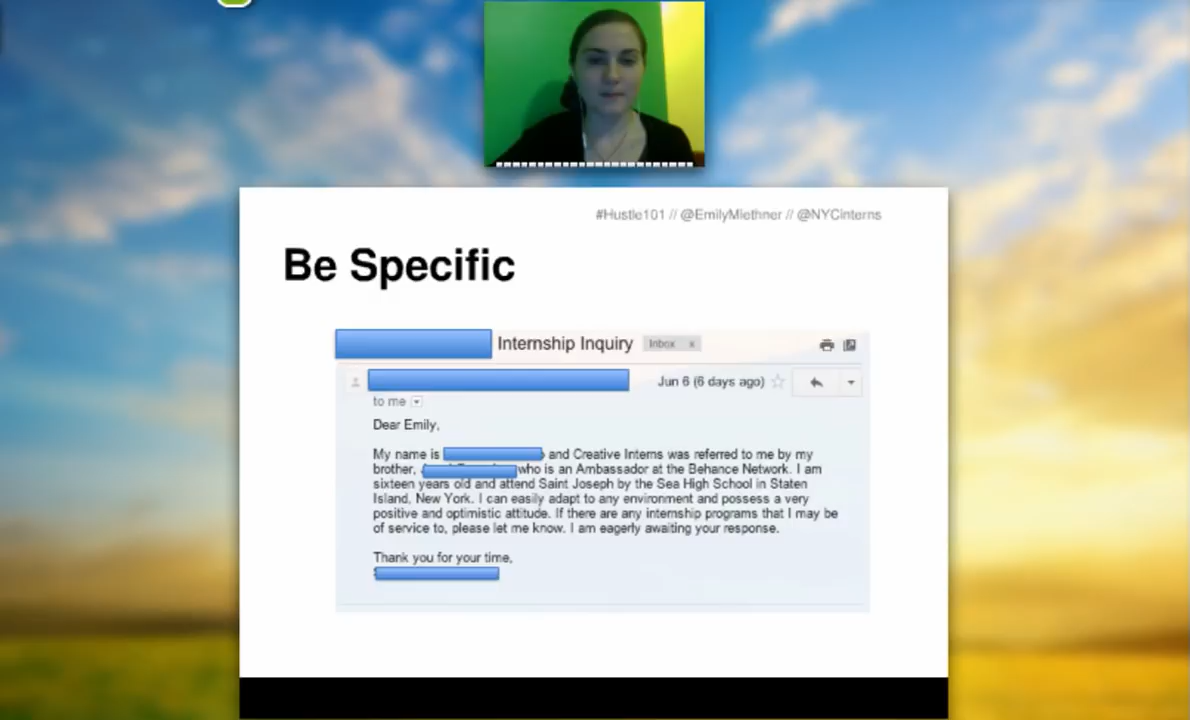 #Hustle101 // @EmilyMiethner // @NYCinterns
Be Specific
Internship Inquiry Inbox x
Jun 6 (6 days ago)
to me
Dear Emily,
My name is and Creative Interns was referred to me by my
brother, who is an Ambassador at the Behance Network. I am
sixteen years old and attend Saint Joseph by the Sea High School in Staten
Island, New York. I can easily adapt to any environment and possess a very
positive and optimistic attitude. If there are any internship programs that I may be
of service to, please let me know. I am eagerly awaiting your response.
Thank you for your time,